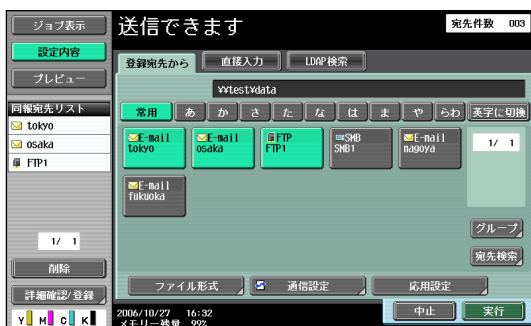 ジョブ表示
設定内容
プレビュー
同報宛先リスト
tokyo
osaka
FTP1
1/ 1
削除
詳細確認/登録
Y M C K
送信できます
宛先件数 003
登録宛先から 直接入力 LDAP検索
¥¥test¥data
常用 あ か さ た な は ま や らわ 英字に切換
E-mail
tokyo
E-mail
osaka
FTP
FTP1
SMB
SMB1
E-mail
nagoya
1/ 1
E-mail
fukuoka
グループ
宛先検索
ファイル形式 通信設定 応用設定
2006/10/27 16:32
メモリー残量 99%
中止 実行